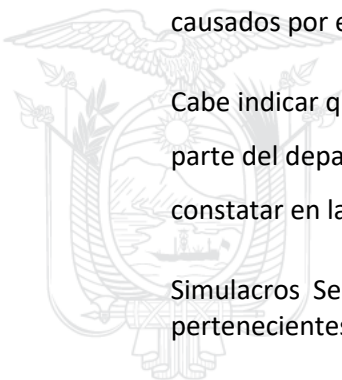 causados por e
Cabe indicar q
parte del depa
constatar en la
Simulacros Se
pertenecientes